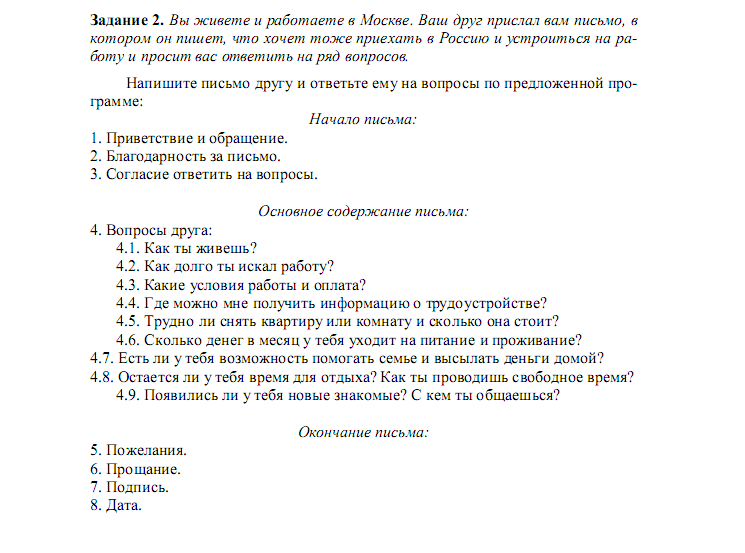 Задание 2. Вы живете и работаете в Москве. Ваш друг прислал вам письмо, в
котором он пишет, что хочет тоже приехать в Россию и устроиться на ра-
боту и просит вас ответить на ряд вопросов.
Напишите письмо другу и ответьте ему на вопросы по предложенной про-
грамме:
Начало письма:
1. Приветствие и обращение.
2. Благодарность за письмо.
3. Согласие ответить на вопросы.
Основное содержание письма:
4. Вопросы друга:
4.1. Как ты живешь?
4.2. Как долго ты искал работу?
4.3. Какие условия работы и оплата?
4.4. Где можно мне получить информацию о трудоустройстве?
4.5. Трудно ли снять квартиру или комнату и сколько она стоит?
4.6. Сколько денег в месяц у тебя уходит на питание и проживание?
4.7. Есть ли у тебя возможность помогать семье и высылать деньги домой?
4.8. Остается ли у тебя время для отдыха? Как ты проводишь свободное время?
4.9. Появились ли у тебя новые знакомые? С кем ты общаешься?
Окончание письма:
5. Пожелания.
6. Прощание.
7. Подпись.
8. Дата.